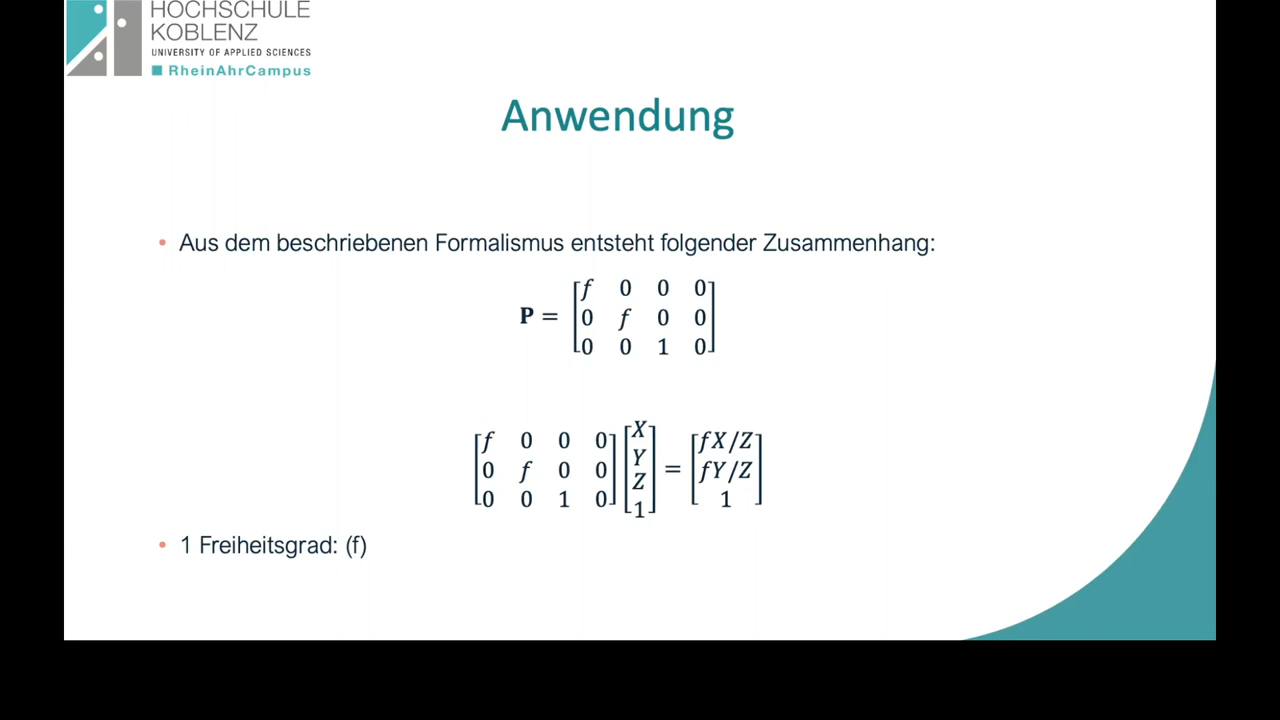 HOCHSCHULE
KOBLENZ
UNIVERSITY OF APPLIED SCIENCES
RheinAhrCampus
Anwendung
• Aus dem beschriebenen Formalismus entsteht folgender Zusammenhang:
P = [f 0 0 0
0 f 0 0
0 0 1 0]
[f 0 0 0
0 f 0 0
0 0 1 0] [X
Y
Z
1] = [fX/Z
fY/Z
1]
• 1 Freiheitsgrad: (f)